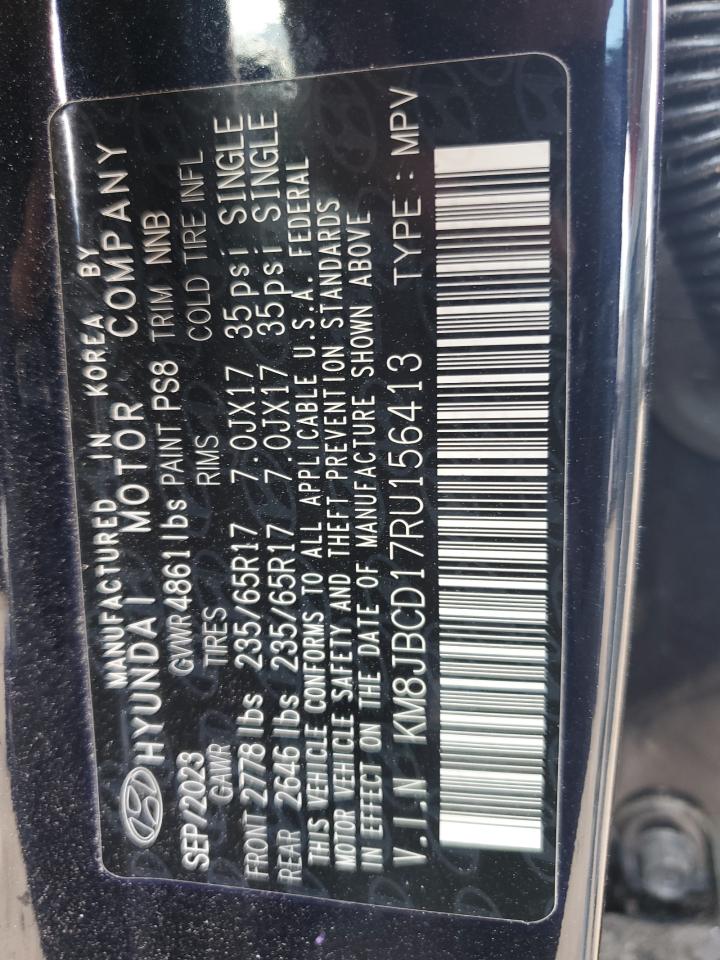 MANUFACTURED IN KOREA BY
HYUNDAI MOTOR COMPANY
SEP/2023 GVWR 4861 lbs PAINT PS8 TRIM NNB
GAWR TIRES RIMS COLD TIRE INFL
FRONT 2778 lbs 235/65R17 7.0JX17 35psi SINGLE
REAR 2646 lbs 235/65R17 7.0JX17 35psi SINGLE
THIS VEHICLE CONFORMS TO ALL APPLICABLE U.S.A. FEDERAL
MOTOR VEHICLE SAFETY AND THEFT PREVENTION STANDARDS
IN EFFECT ON THE DATE OF MANUFACTURE SHOWN ABOVE
V.I.N KM8JBCD17RU156413 TYPE : MPV